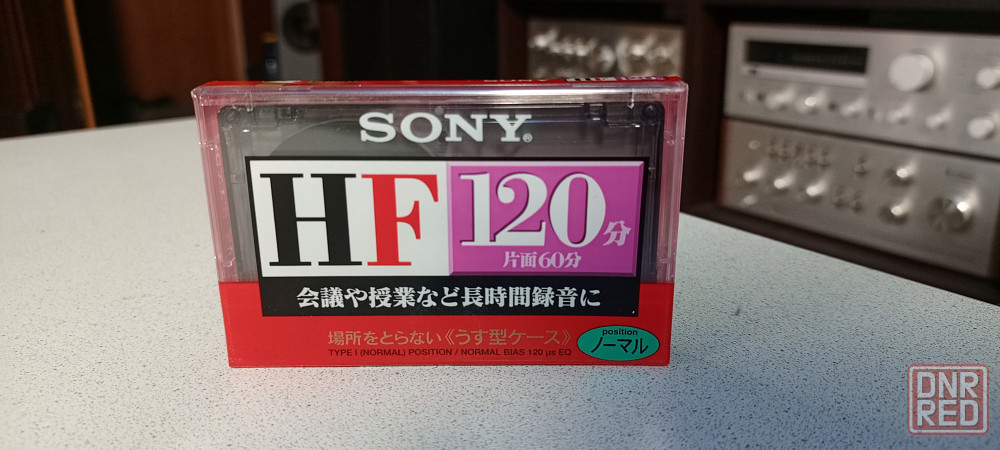 SONY®
HF 120分
片面60分
会議や授業など長時間録音に
場所をとらない《うす型ケース》
TYPE I (NORMAL) POSITION / NORMAL BIAS 120 μs EQ
position
ノーマル
DNR
RED